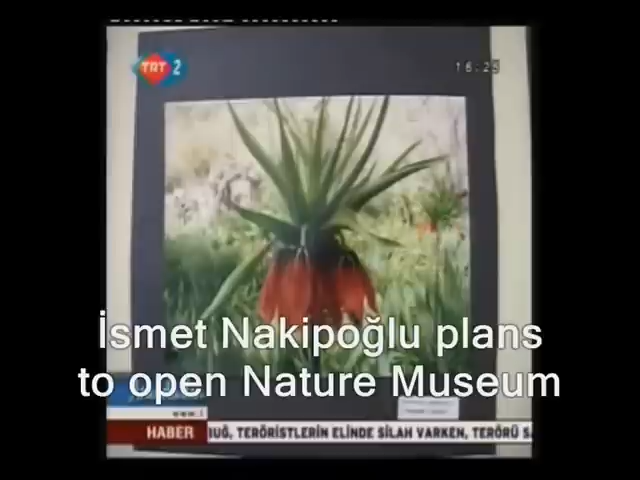 TRT 2
16:25
İsmet Nakipoğlu plans
to open Nature Museum
HABER
TERÖRİSTLERİN ELİNDE SİLAH VARKEN, TERÖRÜ